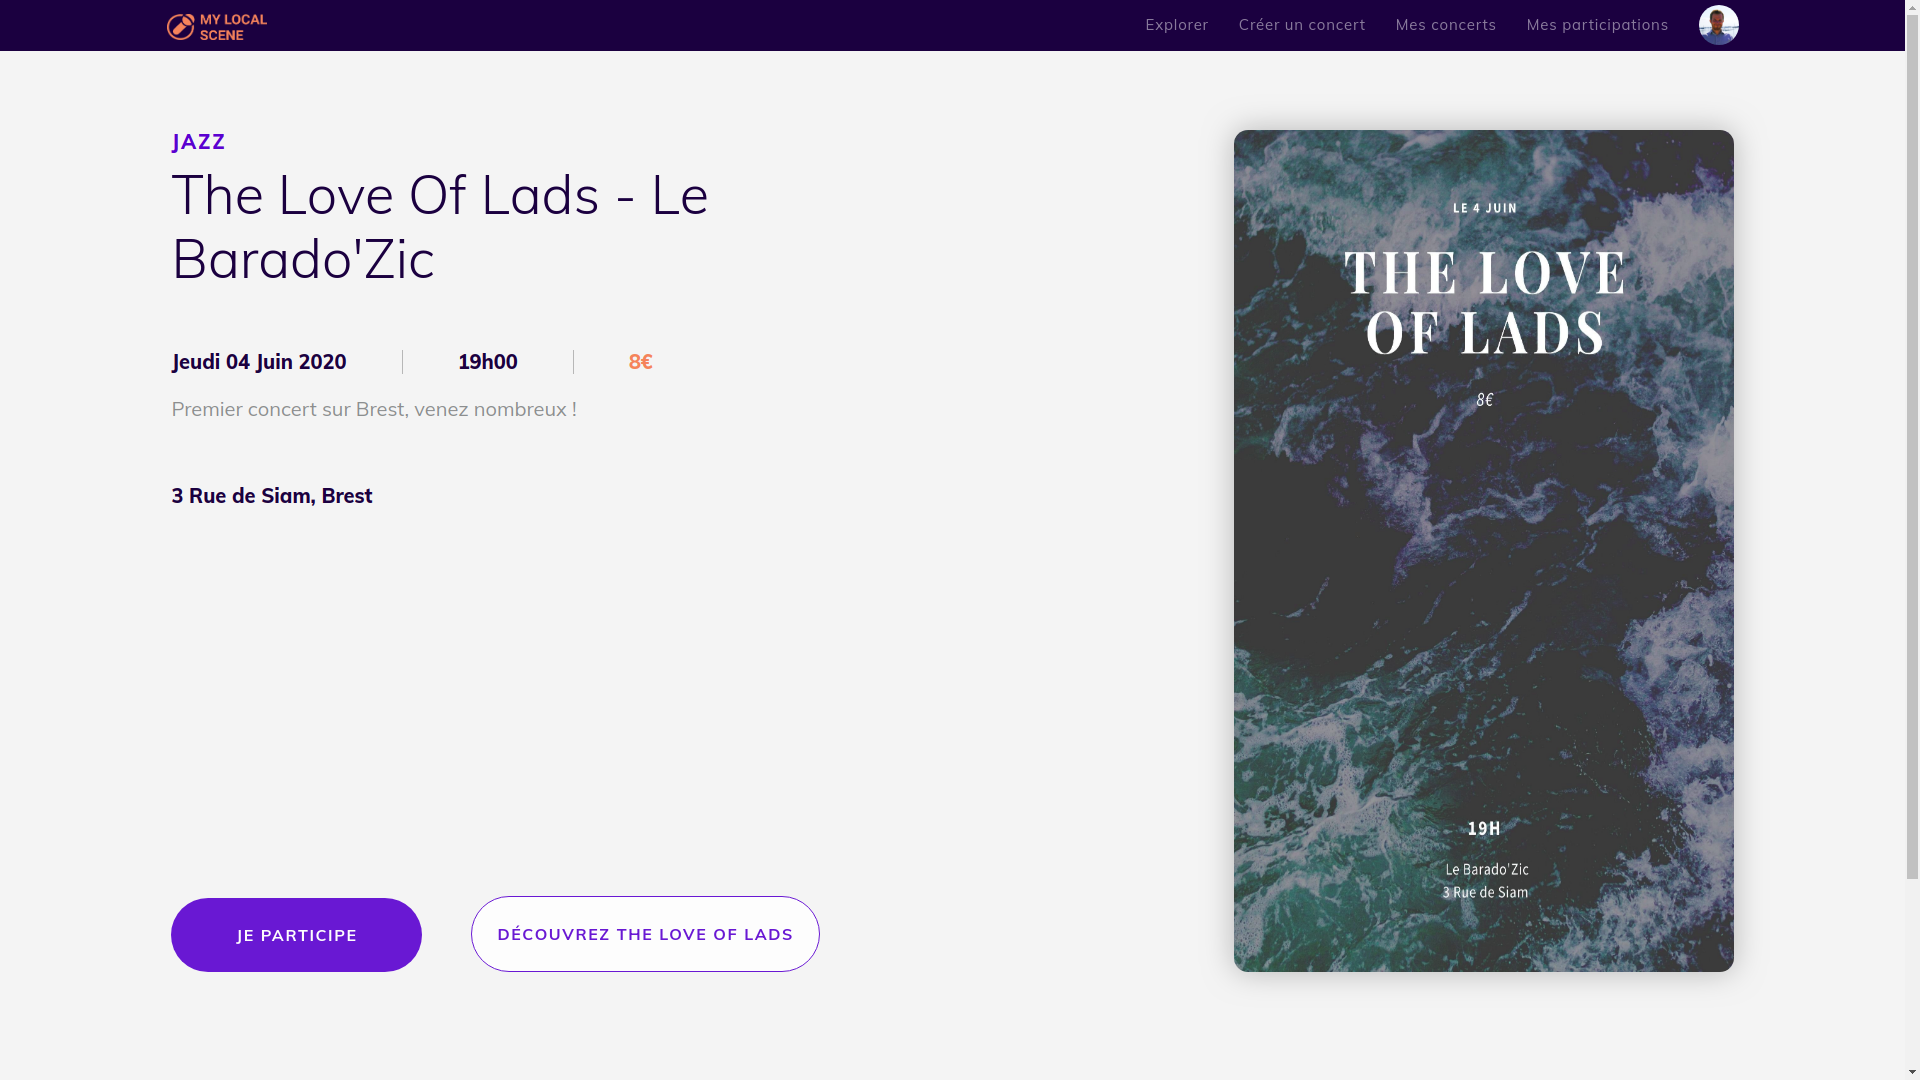 MY LOCAL
SCENE
Explorer
Créer un concert
Mes concerts
Mes participations
JAZZ
The Love Of Lads - Le
Barado'Zic
Jeudi 04 Juin 2020
19h00
8€
Premier concert sur Brest, venez nombreux !
3 Rue de Siam, Brest
JE PARTICIPE
DÉCOUVREZ THE LOVE OF LADS
LE 4 JUIN
THE LOVE
OF LADS
8€
19H
Le Barado'Zic
3 Rue de Siam